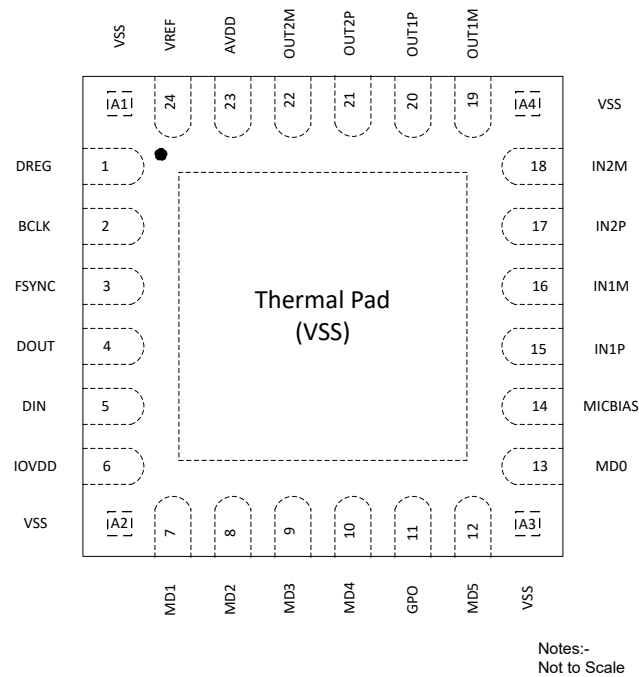 VSS
VREF
AVDD
OUT2M
OUT2P
OUT1P
OUT1M
A1
24
23
22
21
20
19
A4
VSS
DREG
1
18
IN2M
BCLK
2
17
IN2P
FSYNC
3
16
IN1M
Thermal Pad
(VSS)
DOUT
4
15
IN1P
DIN
5
14
MICBIAS
IOVDD
6
13
MD0
VSS
A2
7
8
9
10
11
12
A3
MD1
MD2
MD3
MD4
GPO
MD5
VSS
Notes:-
Not to Scale